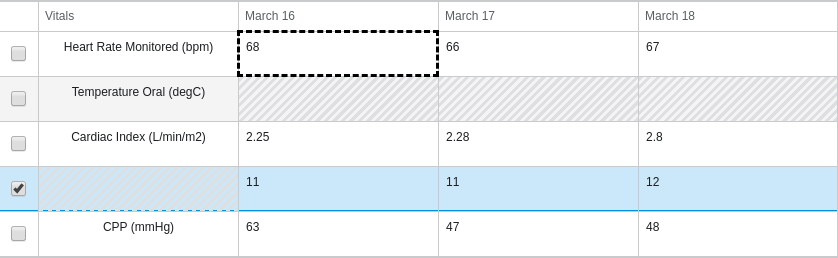 Vitals March 16 March 17 March 18
Heart Rate Monitored (bpm) 68 66 67
Temperature Oral (degC)
Cardiac Index (L/min/m2) 2.25 2.28 2.8
11 11 12
CPP (mmHg) 63 47 48